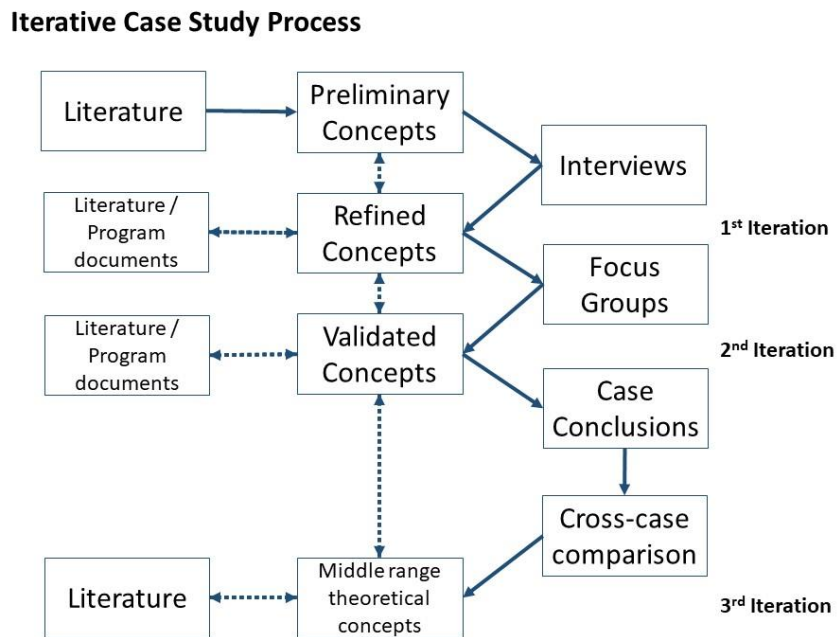 Iterative Case Study Process
Literature
Preliminary
Concepts
Interviews
Literature /
Program
documents
Refined
Concepts
1st Iteration
Focus
Groups
Literature /
Program
documents
Validated
Concepts
2nd Iteration
Case
Conclusions
Cross-case
comparison
Literature
Middle range
theoretical
concepts
3rd Iteration